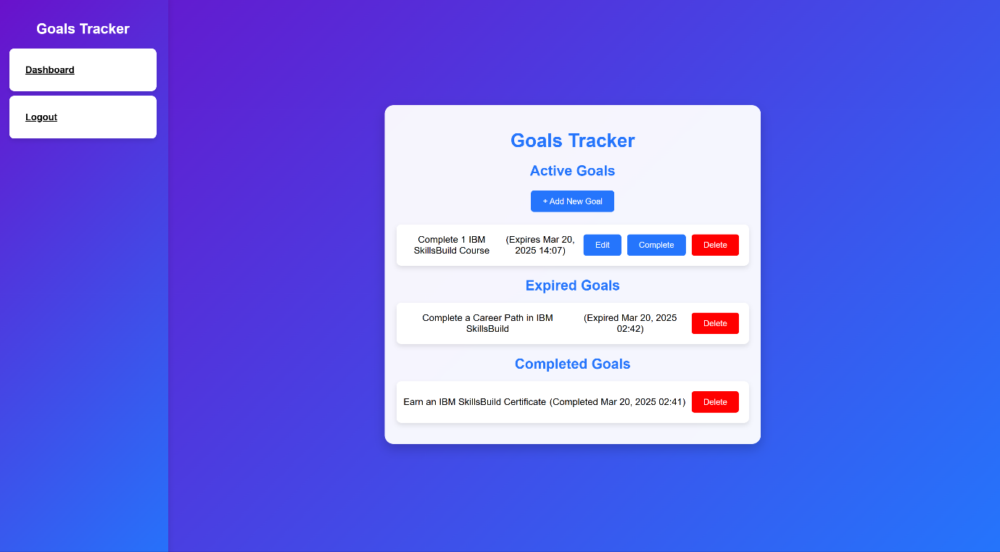 Goals Tracker
Dashboard
Logout
Goals Tracker
Active Goals
+ Add New Goal
Complete 1 IBM
SkillsBuild Course
(Expires Mar 20,
2025 14:07)
Edit
Complete
Delete
Expired Goals
Complete a Career Path in IBM
SkillsBuild
(Expired Mar 20, 2025
02:42)
Delete
Completed Goals
Earn an IBM SkillsBuild Certificate (Completed Mar 20, 2025 02:41)
Delete